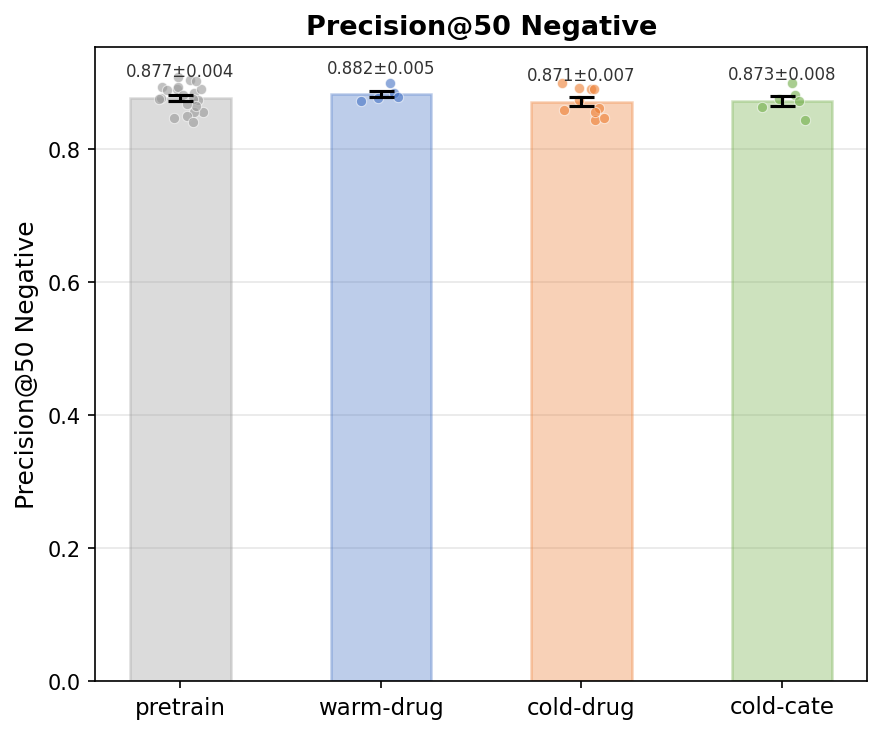 Precision@50 Negative
0.877±0.004
0.882±0.005
0.871±0.007
0.873±0.008
Precision@50 Negative
0.8
0.6
0.4
0.2
0.0
pretrain
warm-drug
cold-drug
cold-cate